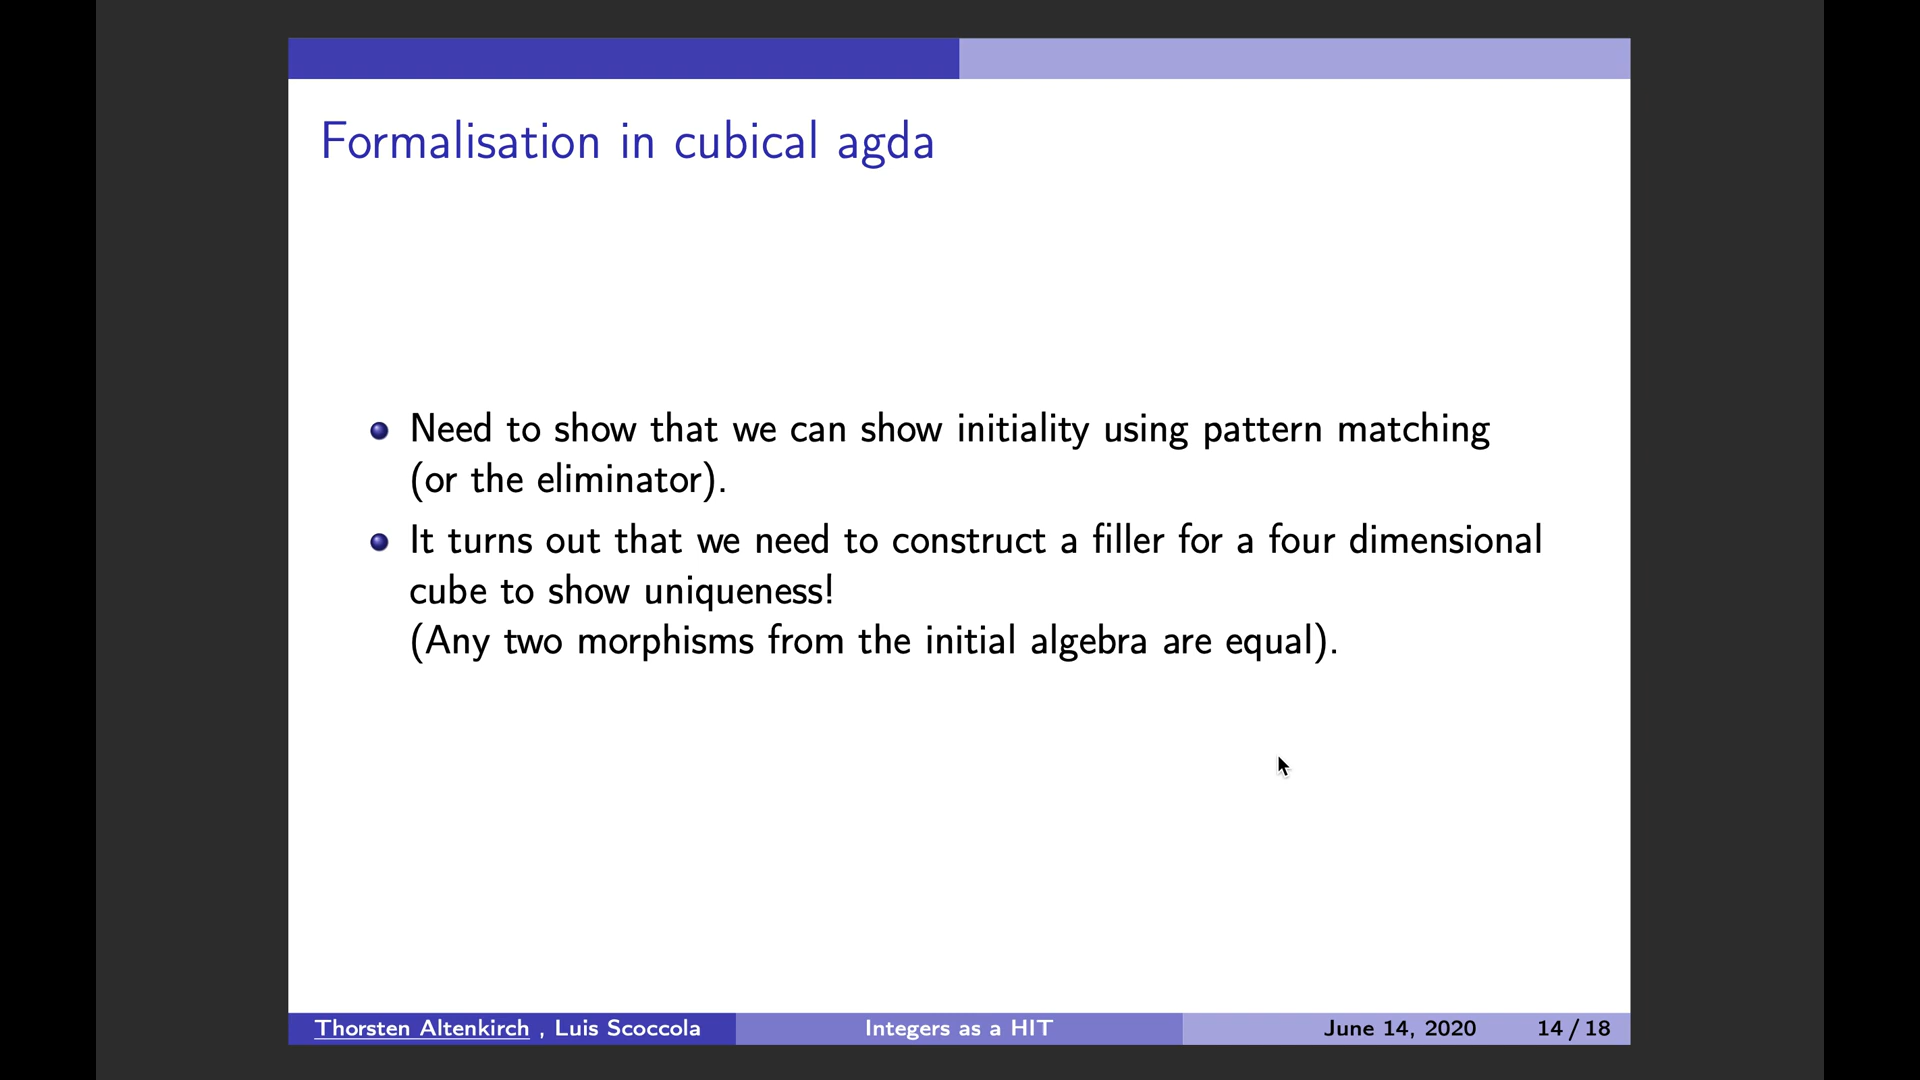 Formalisation in cubical agda
Need to show that we can show initiality using pattern matching
(or the eliminator).
It turns out that we need to construct a filler for a four dimensional
cube to show uniqueness!
(Any two morphisms from the initial algebra are equal).
Thorsten Altenkirch , Luis Scoccola
Integers as a HIT
June 14, 2020
14 / 18